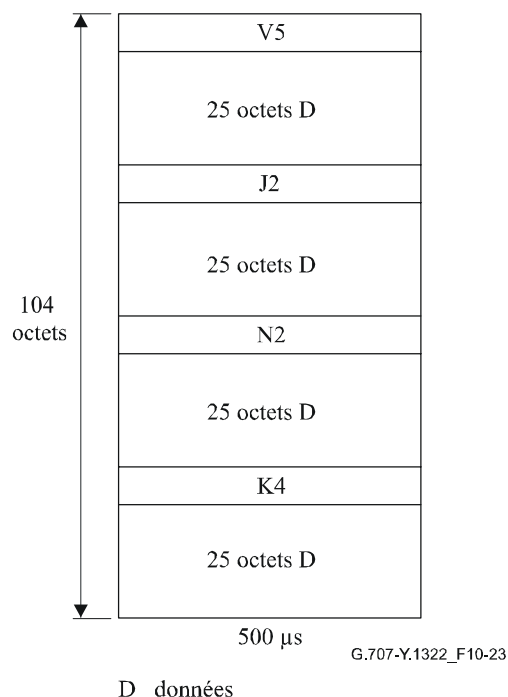 V5
25 octets D
J2
25 octets D
104
octets
N2
25 octets D
K4
25 octets D
500 µs
G.707-Y.1322_F10-23
D données